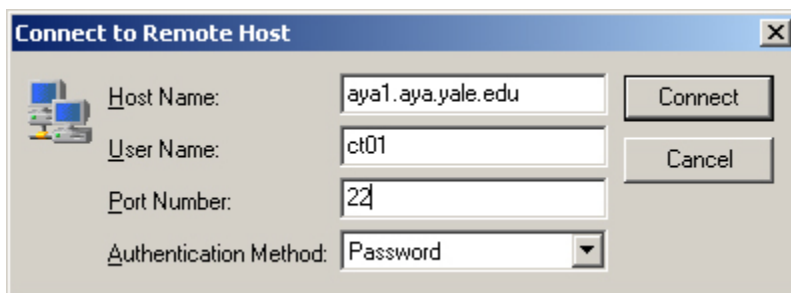 Connect to Remote Host
Host Name: aya1.aya.yale.edu Connect
User Name: ct01 Cancel
Port Number: 22
Authentication Method: Password